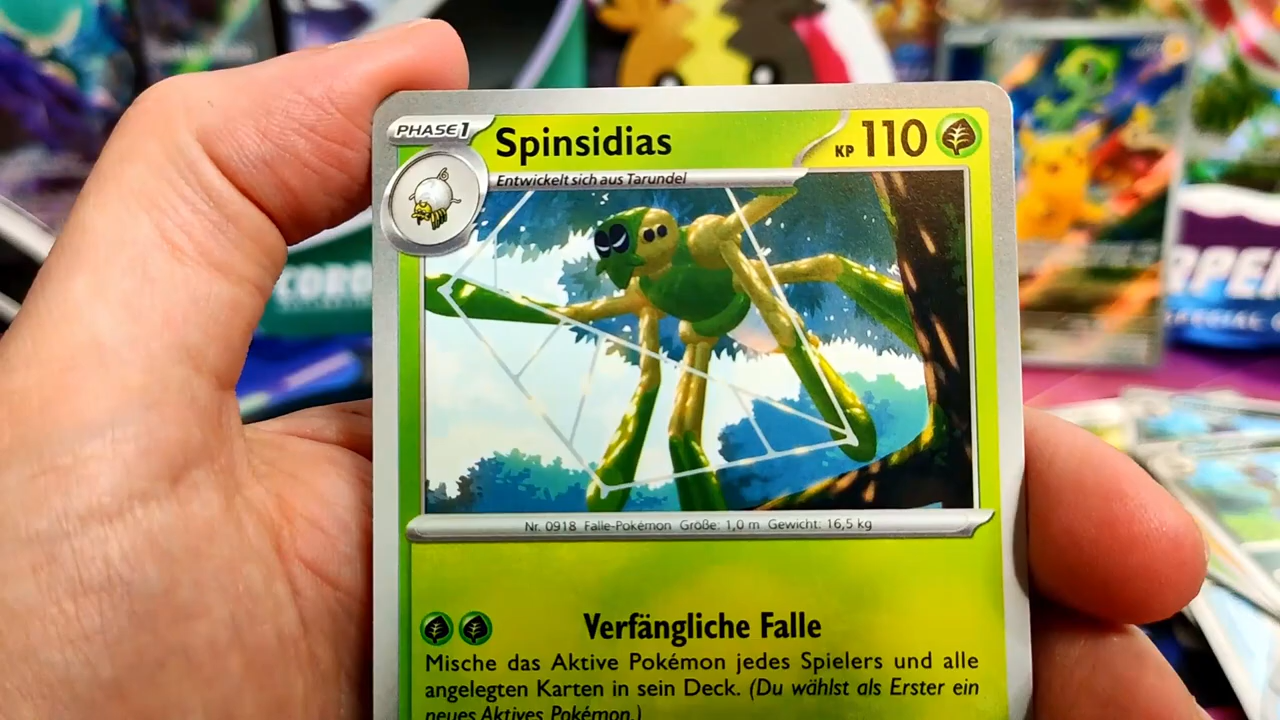 PHASE 1
Spinsidias
KP 110
Entwickelt sich aus Tarundel
Nr. 0918 Falle-Pokémon Größe: 1,0 m Gewicht: 16,5 kg
Verfängliche Falle
Mische das Aktive Pokémon jedes Spielers und alle
angelegten Karten in sein Deck. (Du wählst als Erster ein
neues Aktives Pokémon.)